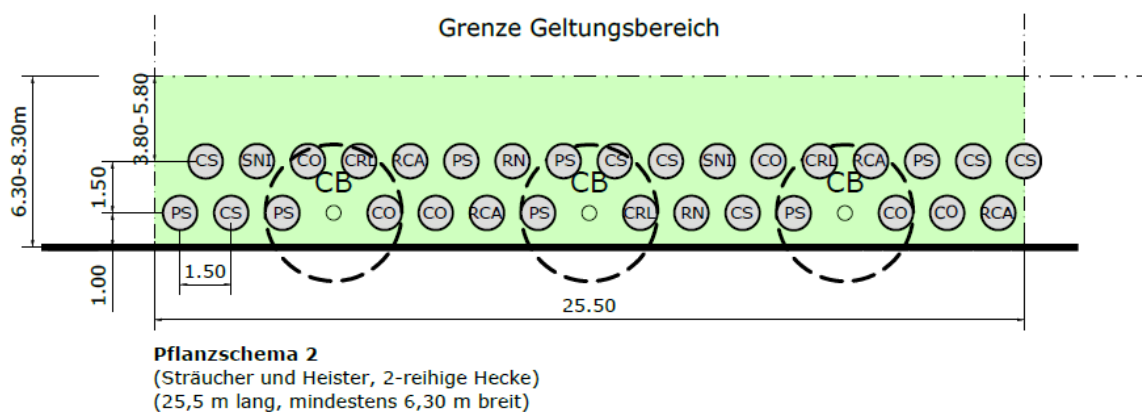 Grenze Geltungsbereich
6.30-8.30m
3.80-5.80
1.50
CS SNI CO CRL RCA PS RN PS CS CS SNI CO CRL RCA PS CS CS
CB CB CB
PS CS PS CO CO RCA PS CRL RN CS PS CO CO RCA
1.00
1.50
25.50
Pflanzschema 2
(Sträucher und Heister, 2-reihige Hecke)
(25,5 m lang, mindestens 6,30 m breit)